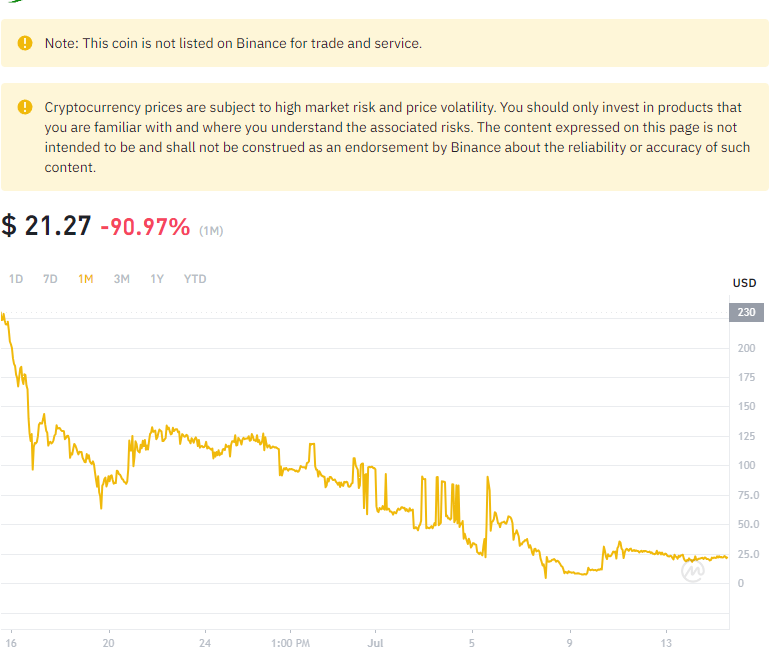 Note: This coin is not listed on Binance for trade and service.
Cryptocurrency prices are subject to high market risk and price volatility. You should only invest in products that
you are familiar with and where you understand the associated risks. The content expressed on this page is not
intended to be and shall not be construed as an endorsement by Binance about the reliability or accuracy of such
content.
$ 21.27 -90.97% (1M)
1D 7D 1M 3M 1Y YTD
USD
230
200
175
150
125
100
75.0
50.0
25.0
0
16 20 24 1:00 PM Jul 5 9 13